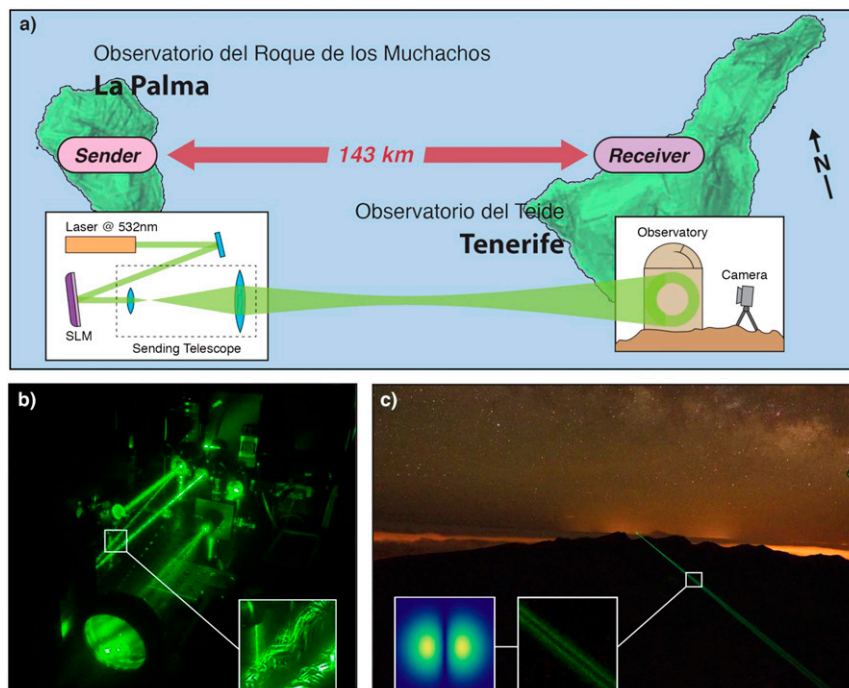 a)
Observatorio del Roque de los Muchachos
La Palma
Sender
143 km
Receiver
N
Observatorio del Teide
Tenerife
Laser @ 532nm
SLM
Sending Telescope
Observatory
Camera
b)
c)